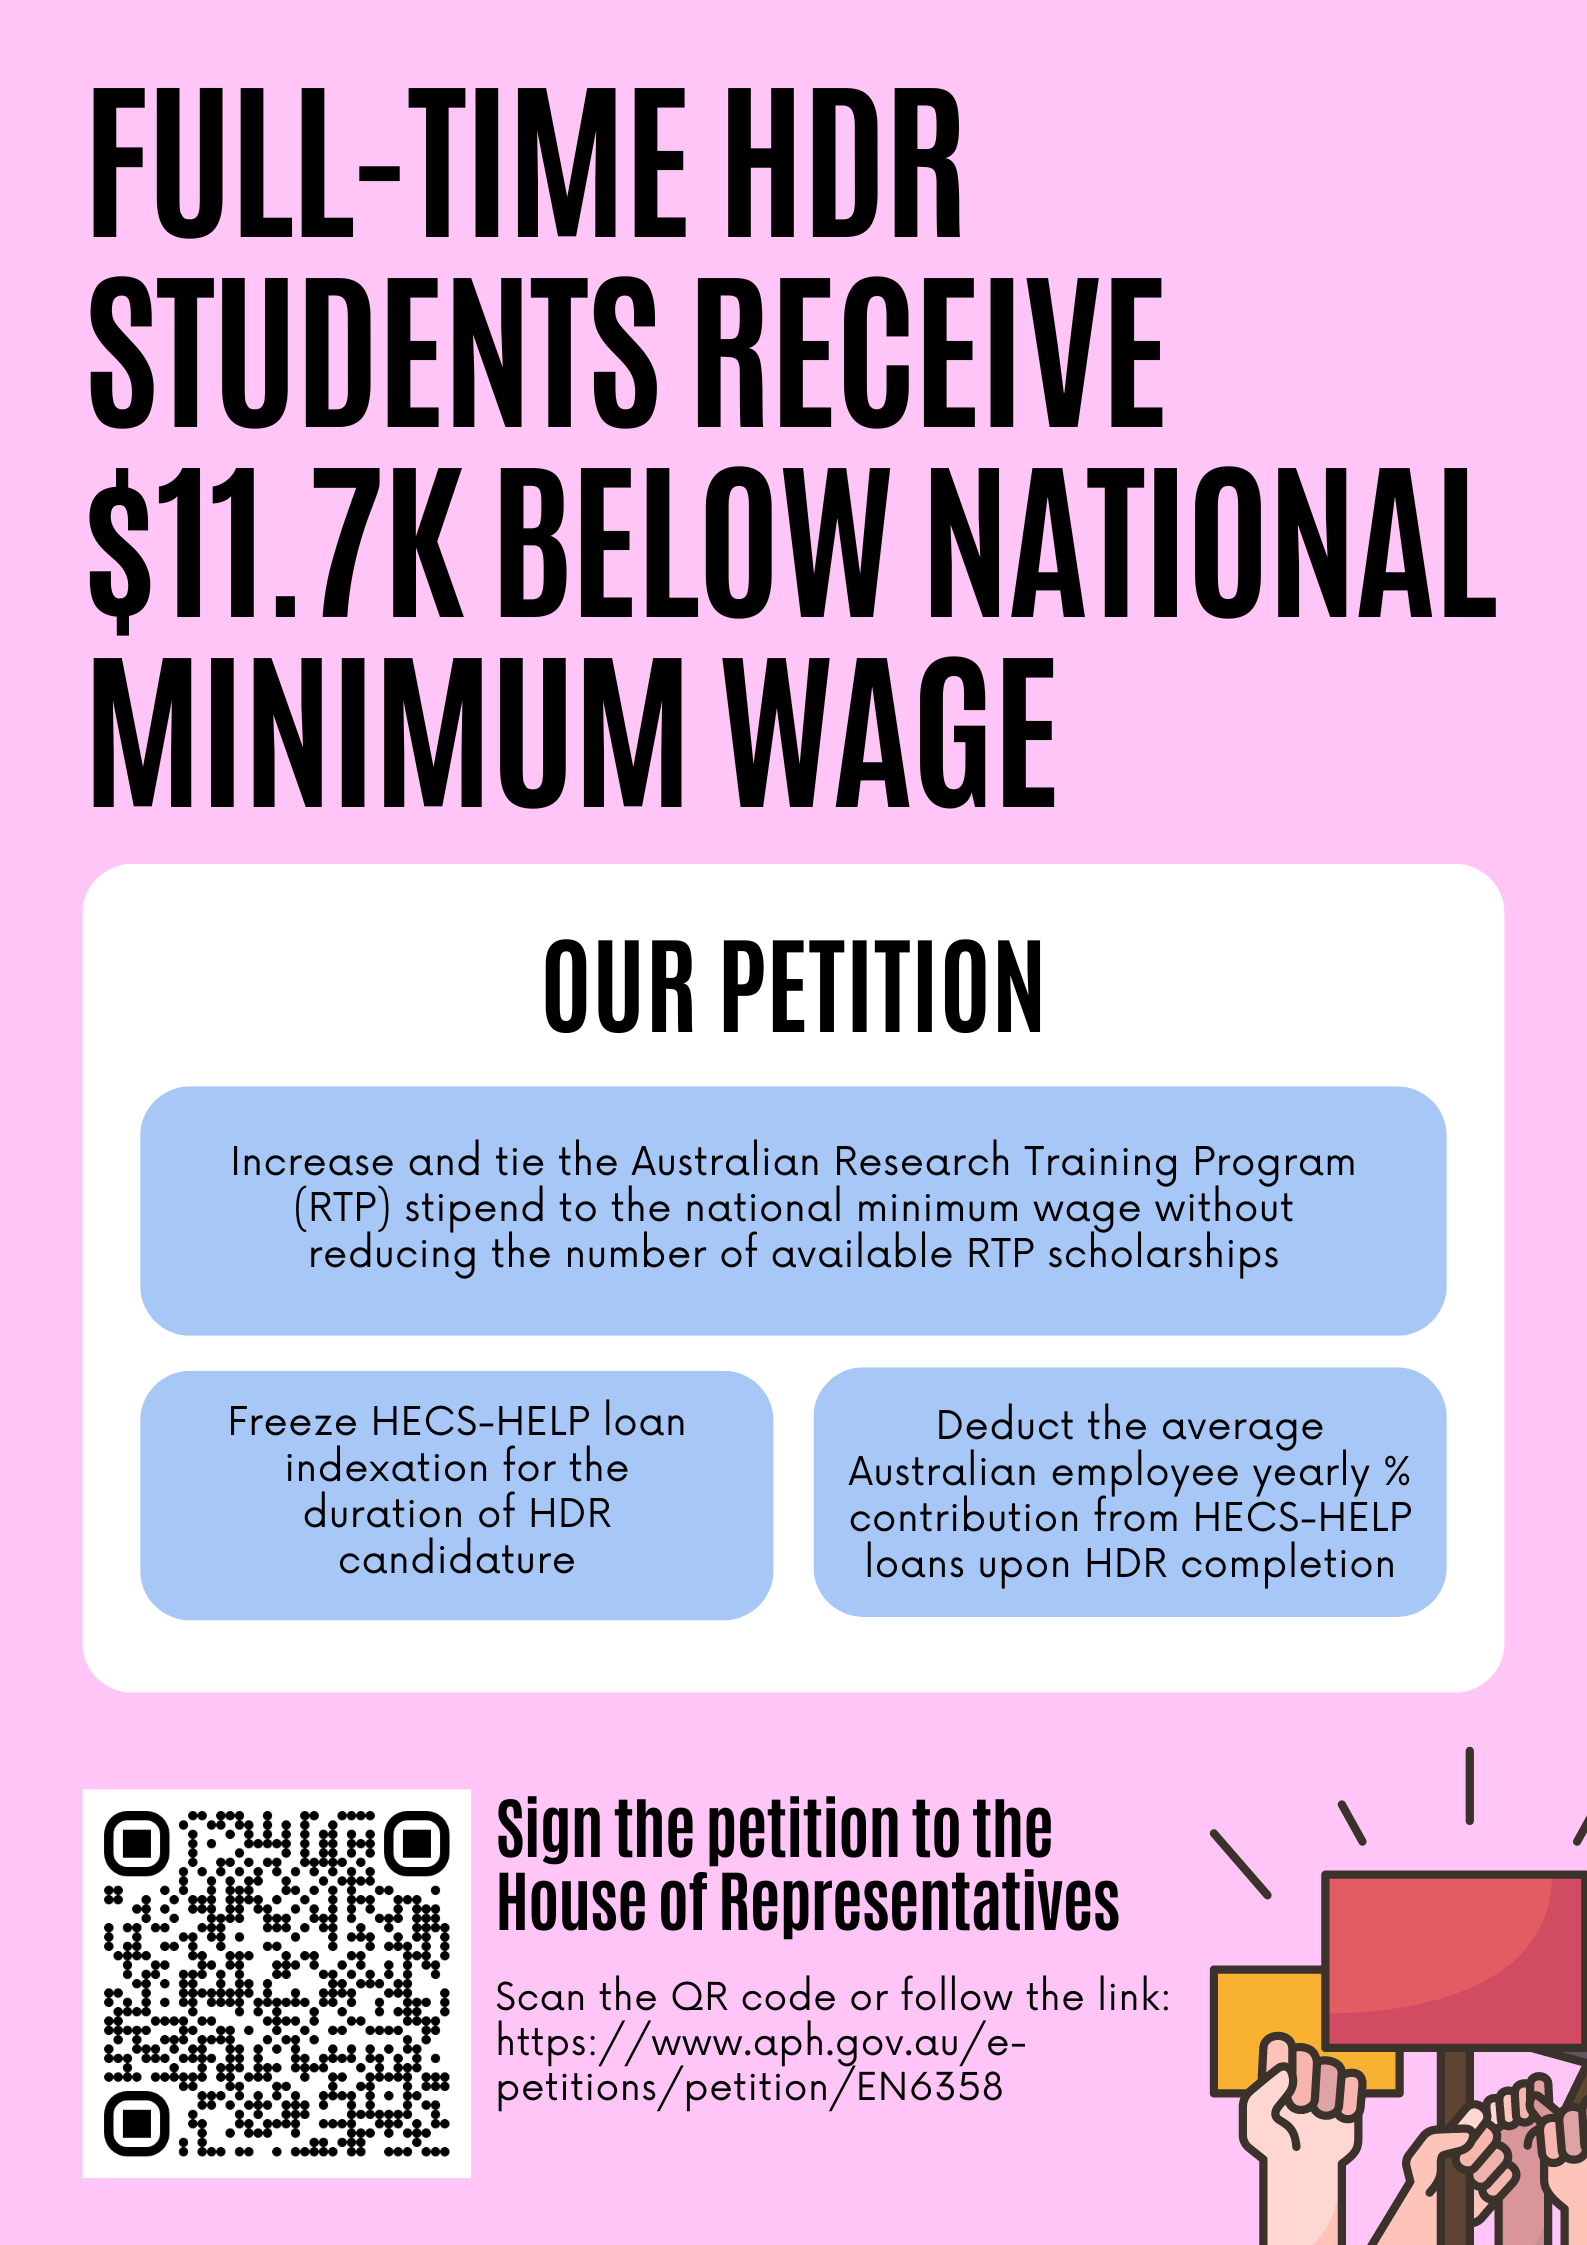 FULL-TIME HDR
STUDENTS RECEIVE
$11.7K BELOW NATIONAL
MINIMUM WAGE
OUR PETITION
Increase and tie the Australian Research Training Program
(RTP) stipend to the national minimum wage without
reducing the number of available RTP scholarships
Freeze HECS-HELP loan
indexation for the
duration of HDR
candidature
Deduct the average
Australian employee yearly %
contribution from HECS-HELP
loans upon HDR completion
Sign the petition to the
House of Representatives
Scan the QR code or follow the link:
https://www.aph.gov.au/e-
petitions/petition/EN6358